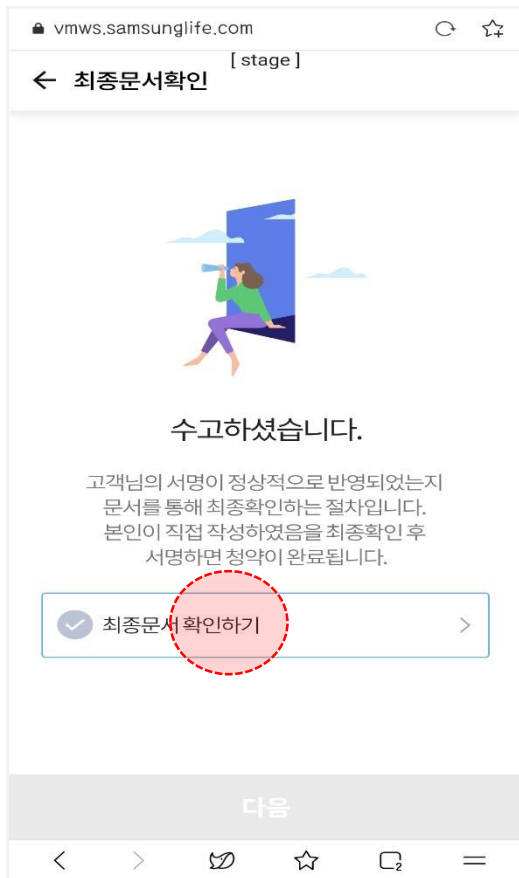 vmws.samsunglife.com
[ stage ]
최종문서확인
수고하셨습니다.
고객님의 서명이 정상적으로 반영되었는지
문서를 통해 최종확인하는 절차입니다.
본인이 직접 작성하였음을 최종확인 후
서명하면 청약이 완료됩니다.
최종문서 확인하기
다음
2